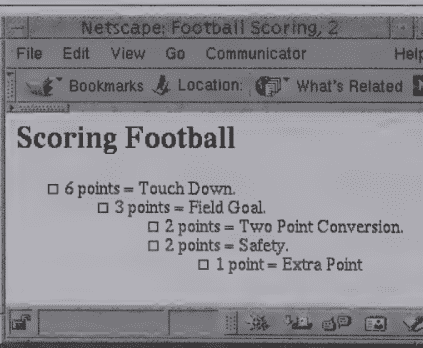 Netscape: Football Scoring, 2
File Edit View Go Communicator Help
Bookmarks Location: What's Related
Scoring Football
6 points = Touch Down.
3 points = Field Goal.
2 points = Two Point Conversion.
2 points = Safety.
1 point = Extra Point